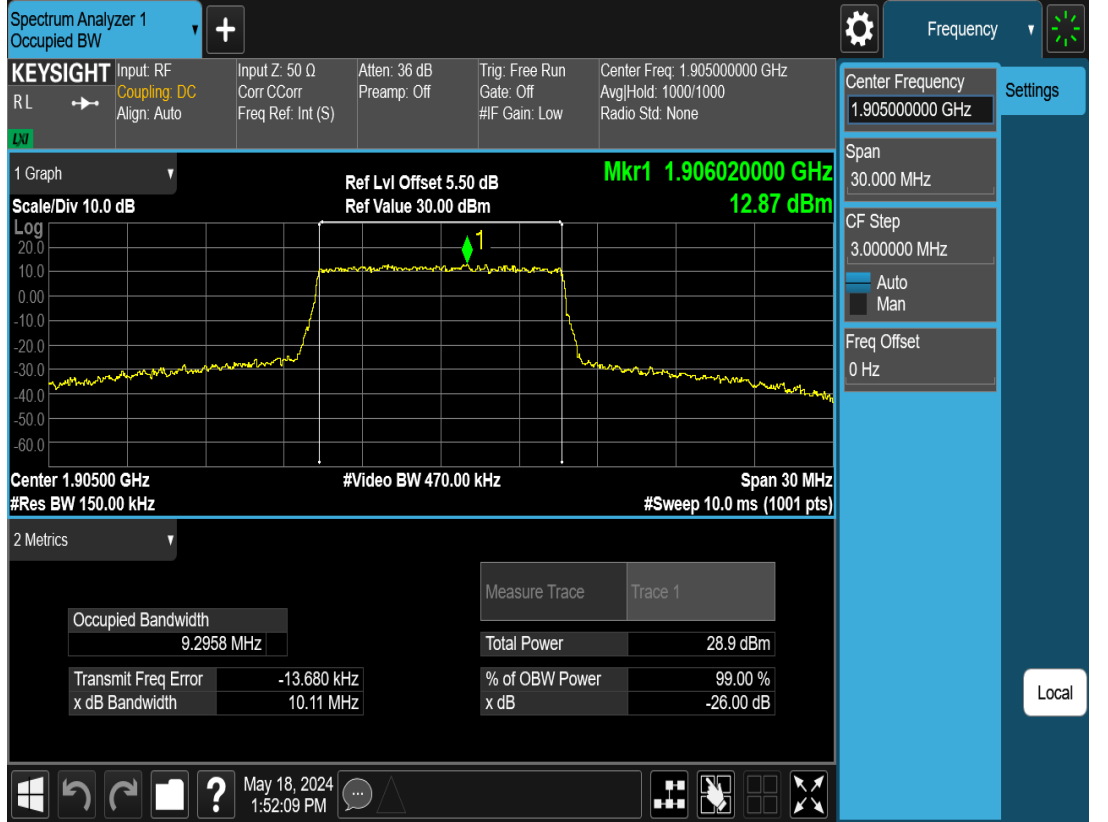 Spectrum Analyzer 1
Occupied BW
+
Frequency
KEYSIGHT
R L
LXI
Input: RF
Coupling: DC
Align: Auto
Input Z: 50 Ω
Corr CCorr
Freq Ref: Int (S)
Atten: 36 dB
Preamp: Off
Trig: Free Run
Gate: Off
#IF Gain: Low
Center Freq: 1.905000000 GHz
Avg|Hold: 1000/1000
Radio Std: None
Center Frequency
1.905000000 GHz
Settings
Span
30.000 MHz
CF Step
3.000000 MHz
Auto
Man
Freq Offset
0 Hz
Local
1 Graph
Scale/Div 10.0 dB
Ref Lvl Offset 5.50 dB
Ref Value 30.00 dBm
Mkr1 1.906020000 GHz
12.87 dBm
Log
20.0
10.0
0.00
-10.0
-20.0
-30.0
-40.0
-50.0
-60.0
1
Center 1.90500 GHz
#Video BW 470.00 kHz
Span 30 MHz
#Res BW 150.00 kHz
#Sweep 10.0 ms (1001 pts)
2 Metrics
Measure Trace Trace 1
Occupied Bandwidth
9.2958 MHz
Total Power 28.9 dBm
Transmit Freq Error -13.680 kHz
% of OBW Power 99.00 %
x dB Bandwidth 10.11 MHz
x dB -26.00 dB
?
May 18, 2024
1:52:09 PM